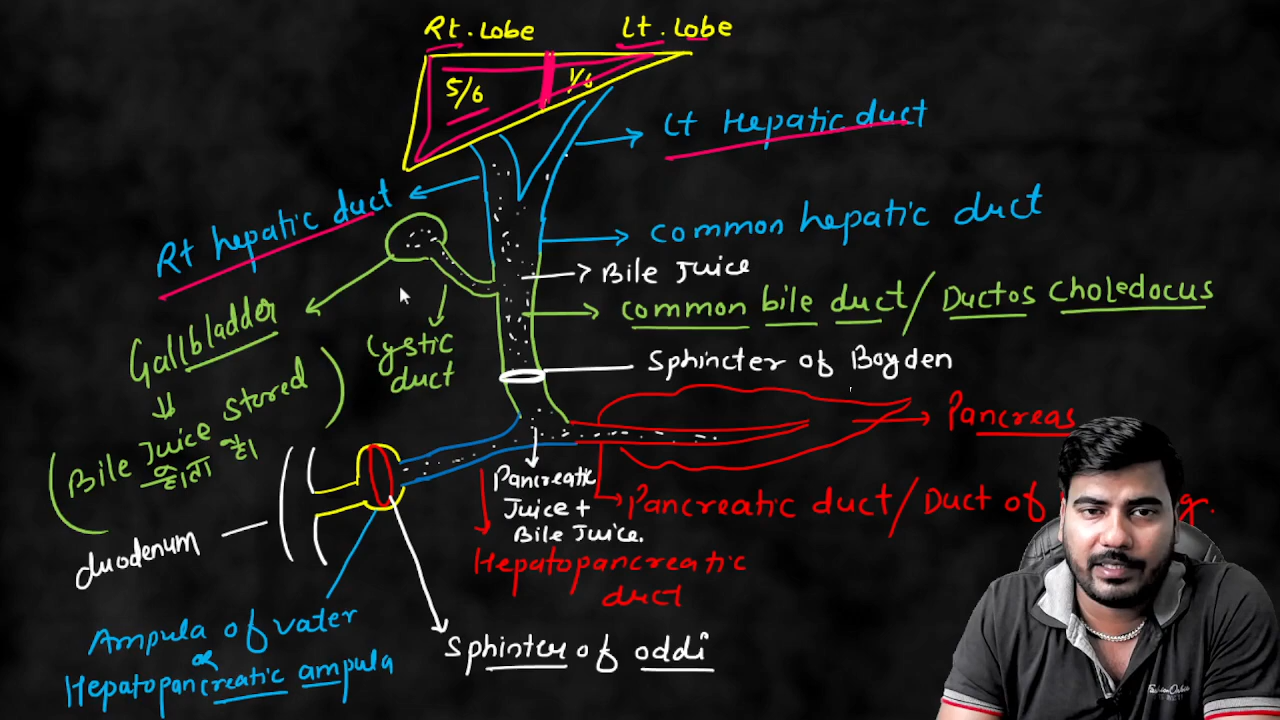 Rt. Lobe
Lt. Lobe
5/6
1/6
Lt Hepatic duct
Rt hepatic duct
common hepatic duct
Bile Juice
common bile duct/ Ductos Choledocus
Gallbladder
Cystic
duct
Sphincter of Boyden
(Bile Juice stored
होता है)
Pancreas
Pancreatic
Juice +
Bile Juice.
Pancreatic duct/ Duct of
g.
duodenum
Hepatopancreatic
duct
Ampula of vater
or
Hepatopancreatic ampula
Sphinter of oddi